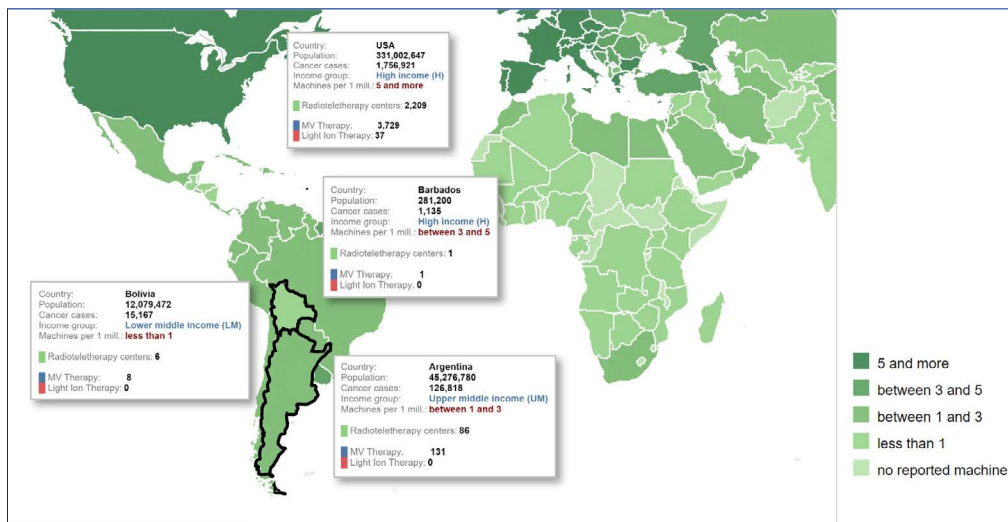 Country: USA
Population: 331,002,647
Cancer cases: 1,756,921
Income group: High income (H)
Machines per 1 mill.: 5 and more
Radioteletherapy centers: 2,209
MV Therapy: 3,729
Light Ion Therapy: 37
Country: Barbados
Population: 281,200
Cancer cases: 1,135
Income group: High income (H)
Machines per 1 mill.: between 3 and 5
Radioteletherapy centers: 1
MV Therapy: 1
Light Ion Therapy: 0
Country: Bolivia
Population: 12,079,472
Cancer cases: 15,167
Income group: Lower middle income (LM)
Machines per 1 mill.: less than 1
Radioteletherapy centers: 6
MV Therapy: 8
Light Ion Therapy: 0
Country: Argentina
Population: 45,276,780
Cancer cases: 126,818
Income group: Upper middle income (UM)
Machines per 1 mill.: between 1 and 3
Radioteletherapy centers: 86
MV Therapy: 131
Light Ion Therapy: 0
5 and more
between 3 and 5
between 1 and 3
less than 1
no reported machine